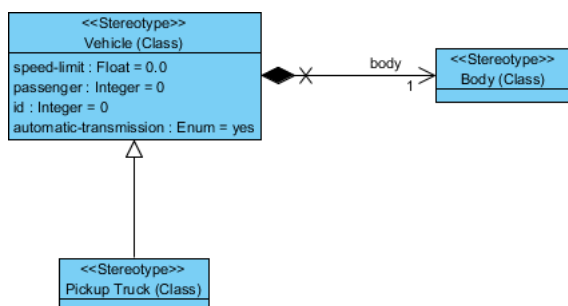 <<Stereotype>>
Vehicle (Class)
speed-limit : Float = 0.0
passenger : Integer = 0
id : Integer = 0
automatic-transmission : Enum = yes
body
1
<<Stereotype>>
Body (Class)
<<Stereotype>>
Pickup Truck (Class)